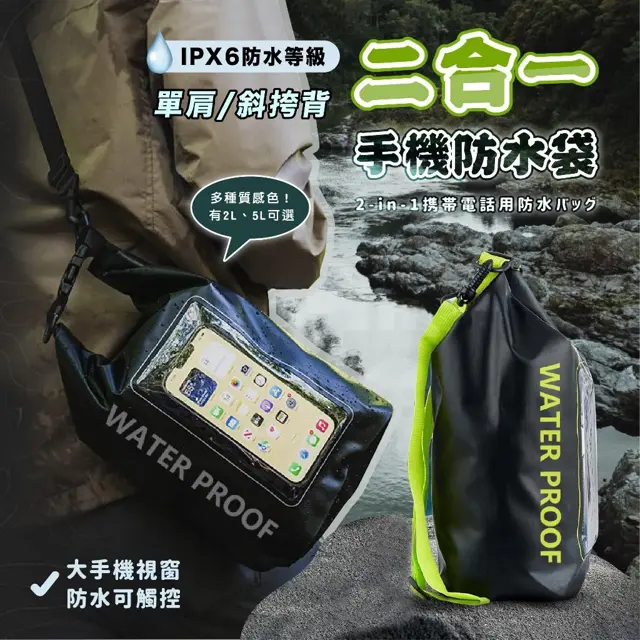 IPX6防水等級
單肩/斜挎背
二合一
手機防水袋
2-in-1携帯電話用防水バッグ
多種質感色！
有2L、5L可選
WATER PROOF
WATER PROOF
大手機視窗
防水可觸控